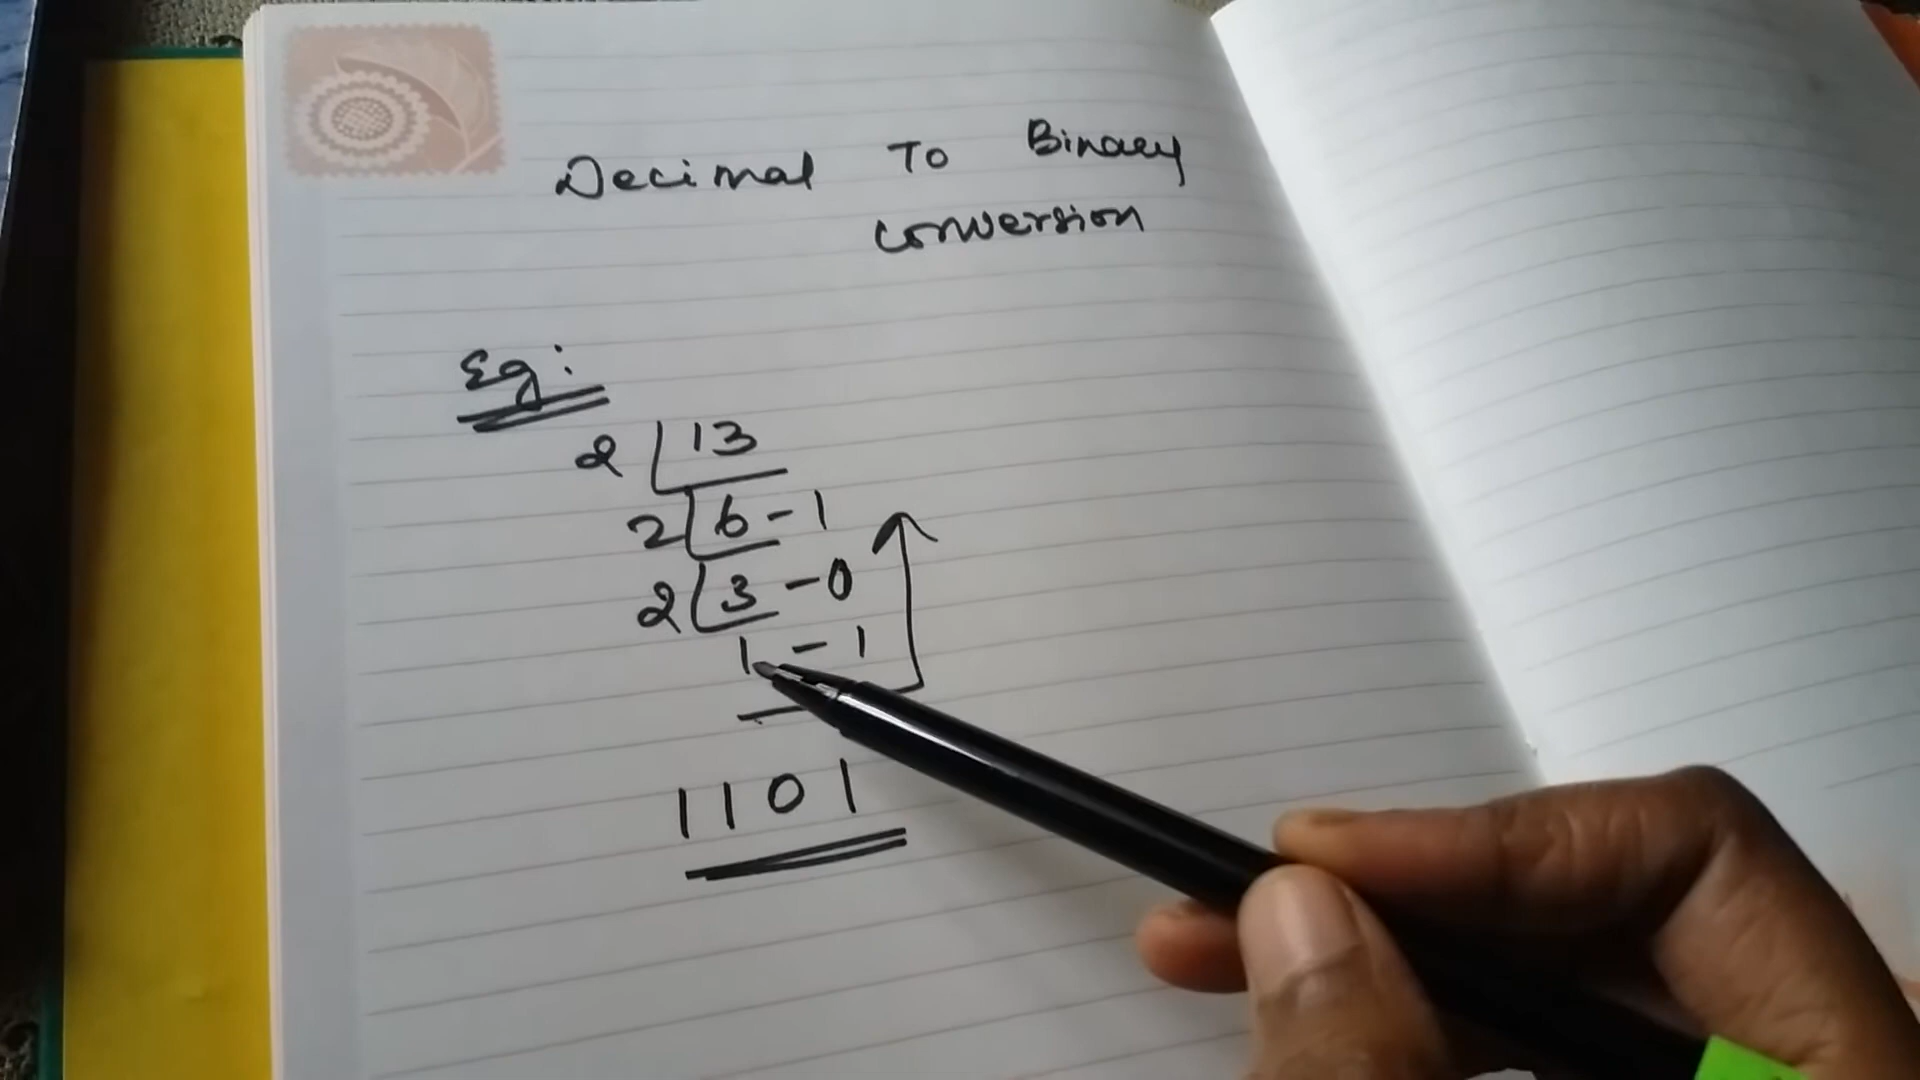 Decimal To Binary
conversion
Eg:
2 | 13
2 | 6 - 1
2 | 3 - 0
1 - 1
1101